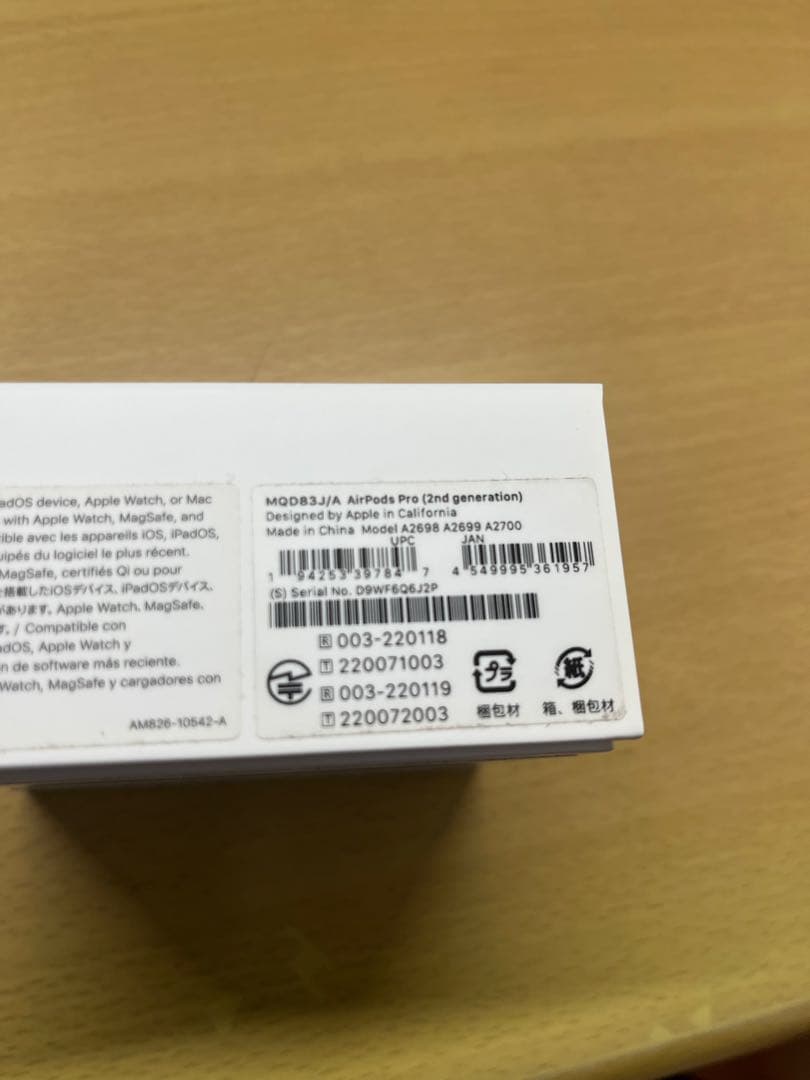 adOS device, Apple Watch, or Mac
with Apple Watch, MagSafe, and
ible avec les appareils iOS, iPadOS,
uipés du logiciel le plus récent.
MagSafe, certifiés Qi ou pour
搭載したiOSデバイス、iPadOSデバイス、
があります。Apple Watch、MagSafe、
す。/ Compatible con
adOS, Apple Watch y
n de software más reciente.
Watch, MagSafe y cargadores con
AM826-10542-A
MQD83J/A AirPods Pro (2nd generation)
Designed by Apple in California
Made in China Model A2698 A2699 A2700
UPC JAN
1 94253 39784 7 4 549995 361957
(S) Serial No. D9WF6Q6J2P
R 003-220118
T 220071003
R 003-220119
T 220072003
プラ 紙
梱包材 箱、梱包材